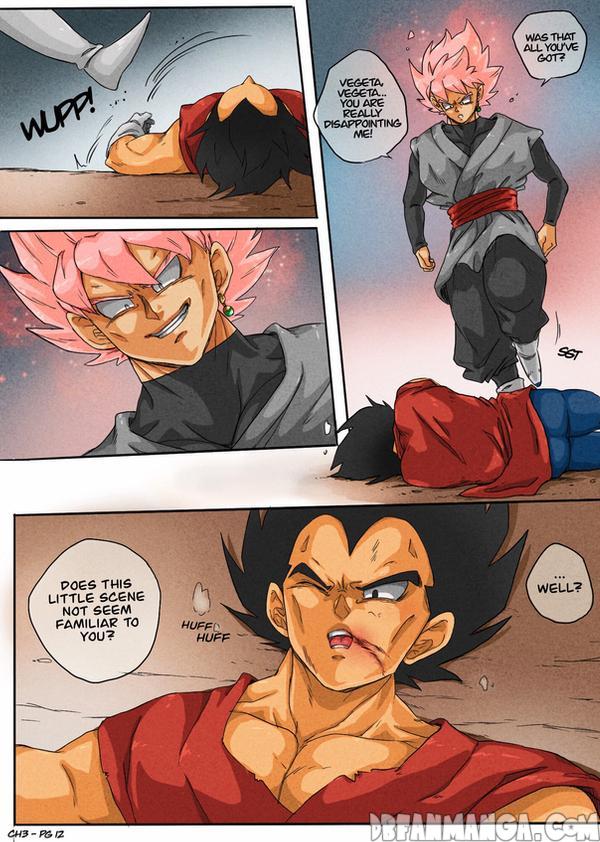 WUPP!
WAS THAT
ALL YOU'VE
GOT?
VEGETA,
VEGETA...
YOU ARE
REALLY
DISAPPOINTING
ME!
SST
DOES THIS
LITTLE SCENE
NOT SEEM
FAMILIAR TO
YOU?
HUFF
HUFF
...
WELL?
CH3 - PG 12
DBFANMANGA.COM